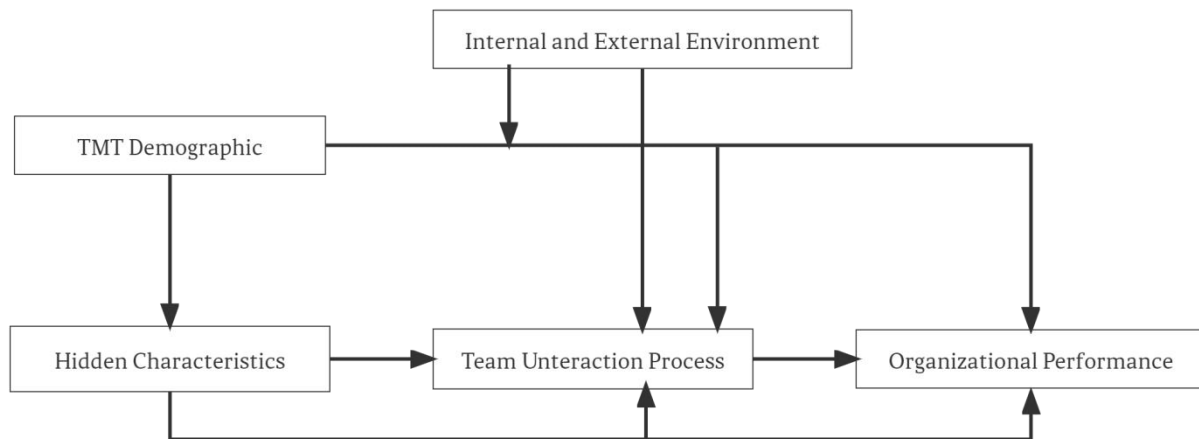 Internal and External Environment
TMT Demographic
Hidden Characteristics
Team Unteraction Process
Organizational Performance